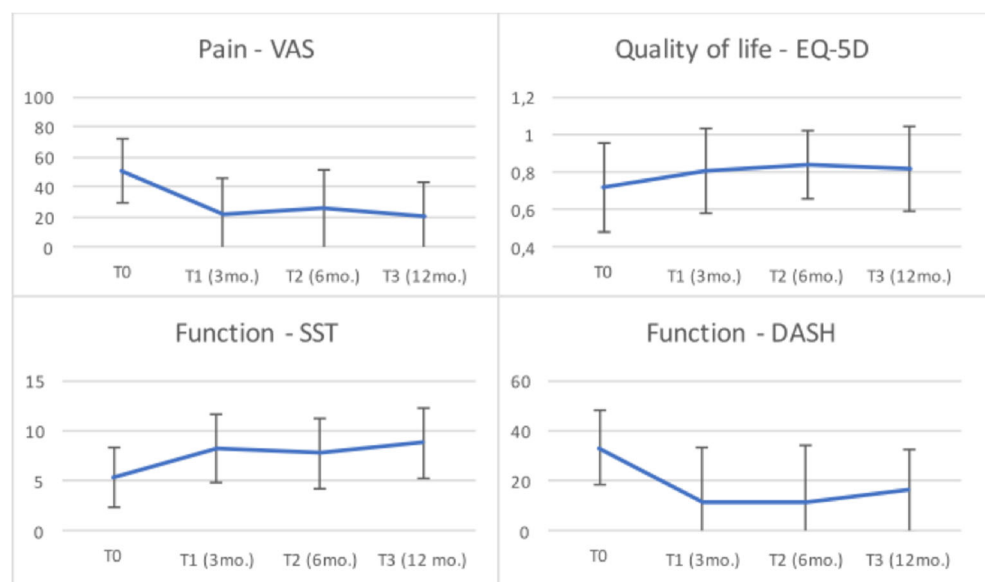 Pain - VAS
100
80
60
40
20
0
T0 T1 (3mo.) T2 (6mo.) T3 (12mo.)
Quality of life - EQ-5D
1,2
1
0,8
0,6
0,4
T0 T1 (3mo.) T2 (6mo.) T3 (12mo.)
Function - SST
15
10
5
0
T0 T1 (3mo.) T2 (6mo.) T3 (12 mo.)
Function - DASH
60
40
20
0
T0 T1 (3mo.) T2 (6mo.) T3 (12mo.)